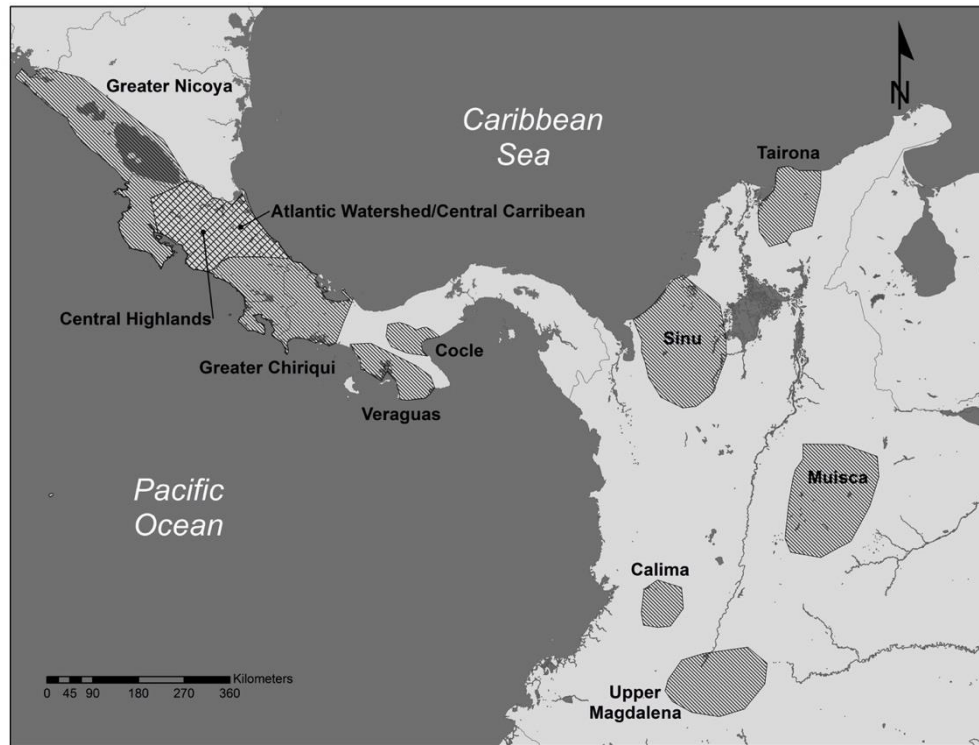 Greater Nicoya
Caribbean
Sea
N
Tairona
Atlantic Watershed/Central Carribean
Central Highlands
Sinu
Cocle
Greater Chiriqui
Veraguas
Muisca
Pacific
Ocean
Calima
Kilometers
0 45 90 180 270 360
Upper
Magdalena